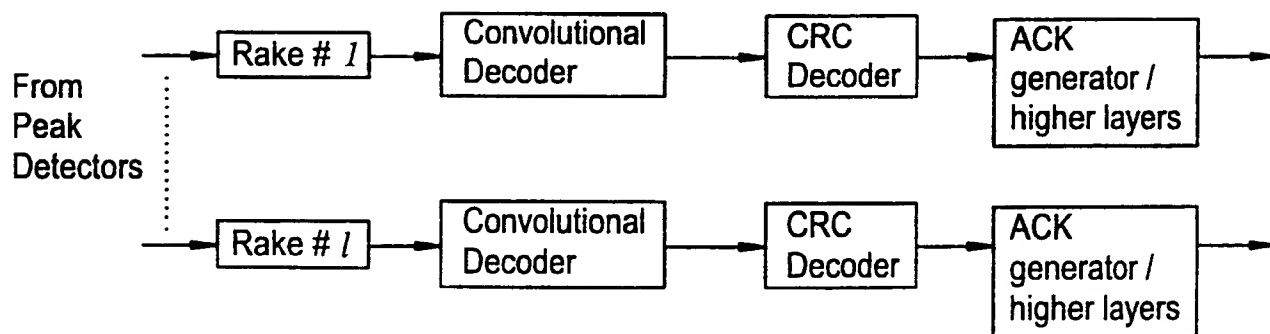 From
Peak
Detectors
Rake # 1
Convolutional
Decoder
CRC
Decoder
ACK
generator /
higher layers
Rake # l
Convolutional
Decoder
CRC
Decoder
ACK
generator /
higher layers